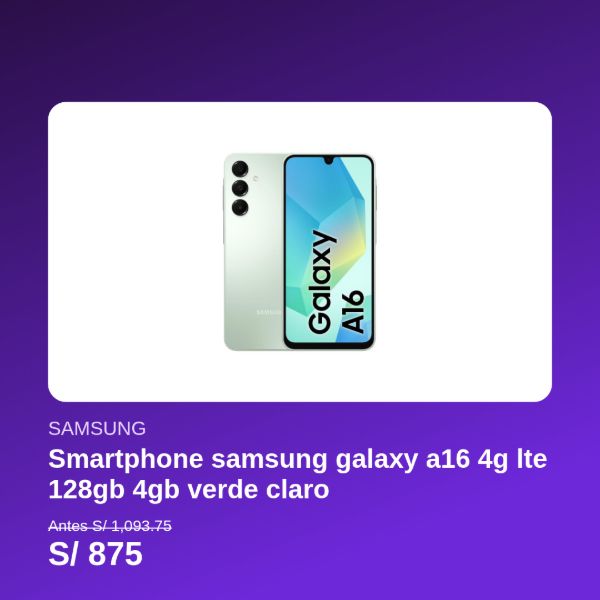 Galaxy
A16
SAMSUNG
SAMSUNG
Smartphone samsung galaxy a16 4g lte
128gb 4gb verde claro
Antes S/ 1,093.75
S/ 875